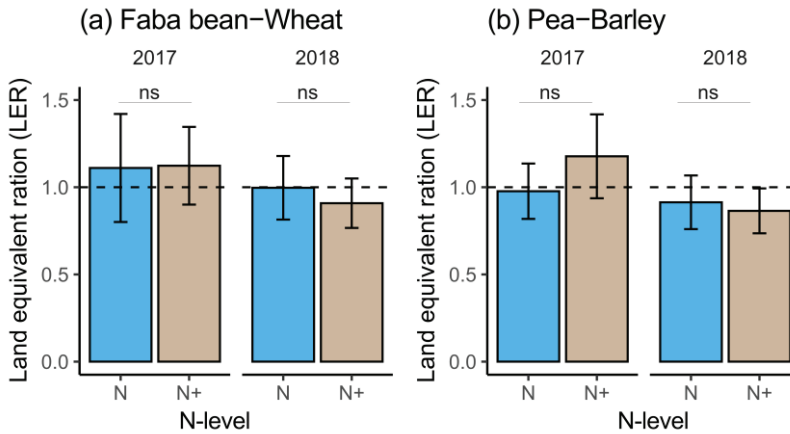 (a) Faba bean−Wheat
2017
2018
Land equivalent ration (LER)
1.5
1.0
0.5
0.0
ns
ns
N
N+
N
N+
N-level
(b) Pea−Barley
2017
2018
Land equivalent ration (LER)
1.5
1.0
0.5
0.0
ns
ns
N
N+
N
N+
N-level